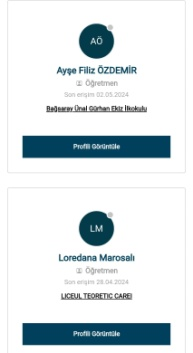 AÖ
Ayşe Filiz ÖZDEMİR
Öğretmen
Son erişim 02.05.2024
Bağsaray Ünal Gürhan Ekiz İlkokulu
Profili Görüntüle
LM
Loredana Marosalı
Öğretmen
Son erişim 28.04.2024
LICEUL TEORETIC CAREI
Profili Görüntüle